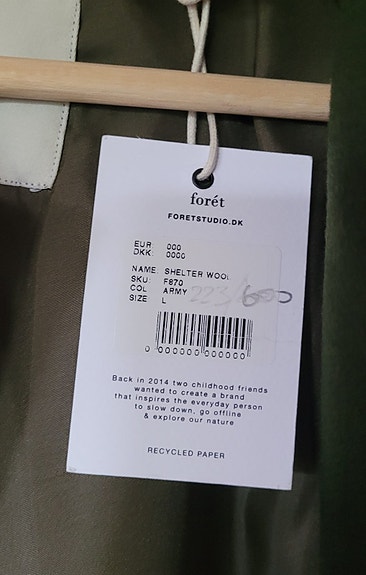 forét
FORETSTUDIO.DK
EUR: 000
DKK: 0000
NAME: SHELTER WOOL
SKU: F870
COL: ARMY
SIZE: L
223/600
0 000000 000000
Back in 2014 two childhood friends
wanted to create a brand
that inspires the everyday person
to slow down, go offline
& explore our nature
RECYCLED PAPER